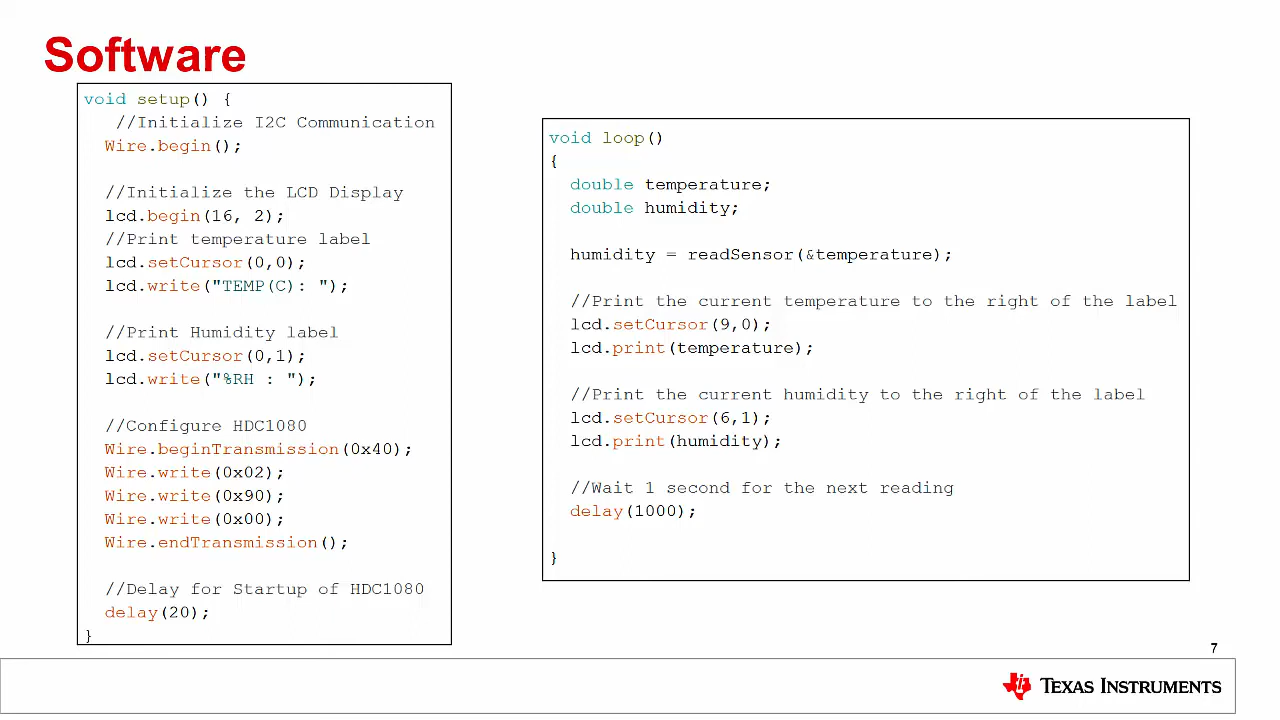 Software
void setup() {
//Initialize I2C Communication
Wire.begin();
//Initialize the LCD Display
lcd.begin(16, 2);
//Print temperature label
lcd.setCursor(0,0);
lcd.write("TEMP(C): ");
//Print Humidity label
lcd.setCursor(0,1);
lcd.write("%RH : ");
//Configure HDC1080
Wire.beginTransmission(0x40);
Wire.write(0x02);
Wire.write(0x90);
Wire.write(0x00);
Wire.endTransmission();
//Delay for Startup of HDC1080
delay(20);
}
void loop()
{
double temperature;
double humidity;
humidity = readSensor(&temperature);
//Print the current temperature to the right of the label
lcd.setCursor(9,0);
lcd.print(temperature);
//Print the current humidity to the right of the label
lcd.setCursor(6,1);
lcd.print(humidity);
//Wait 1 second for the next reading
delay(1000);
}
7
TEXAS INSTRUMENTS